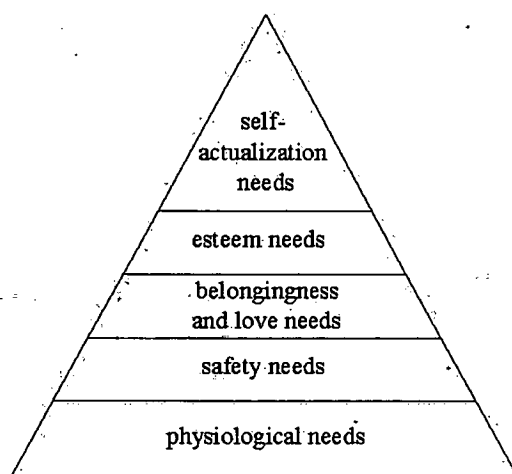 self-
actualization
needs
esteem needs
belongingness
and love needs
safety needs
physiological needs